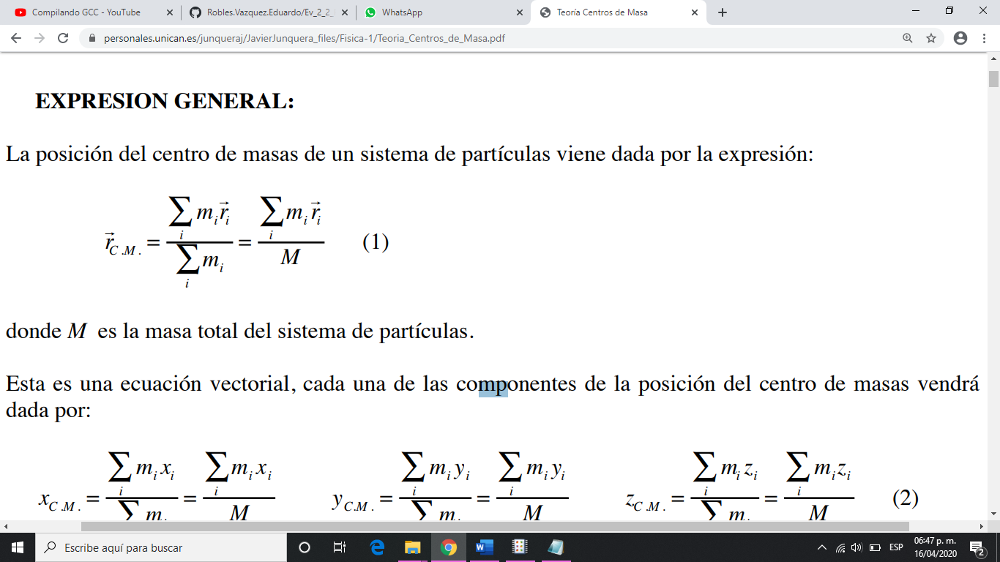 Compilando GCC - YouTube
Robles.Vazquez.Eduardo/Ev_2_2_
WhatsApp
Teoría Centros de Masa
personales.unican.es/junqueraj/JavierJunquera_files/Fisica-1/Teoria_Centros_de_Masa.pdf
EXPRESION GENERAL:
La posición del centro de masas de un sistema de partículas viene dada por la expresión:
$\vec{r}_{C.M.} = \frac{\sum_i m_i \vec{r}_i}{\sum_i m_i} = \frac{\sum_i m_i \vec{r}_i}{M}$ (1)
donde M es la masa total del sistema de partículas.
Esta es una ecuación vectorial, cada una de las componentes de la posición del centro de masas vendrá
dada por:
$x_{C.M.} = \frac{\sum_i m_i x_i}{\sum m_i} = \frac{\sum_i m_i x_i}{M}$ $y_{C.M.} = \frac{\sum_i m_i y_i}{\sum m_i} = \frac{\sum_i m_i y_i}{M}$ $z_{C.M.} = \frac{\sum_i m_i z_i}{\sum m_i} = \frac{\sum_i m_i z_i}{M}$ (2)
Escribe aquí para buscar
ESP
06:47 p. m.
16/04/2020
2